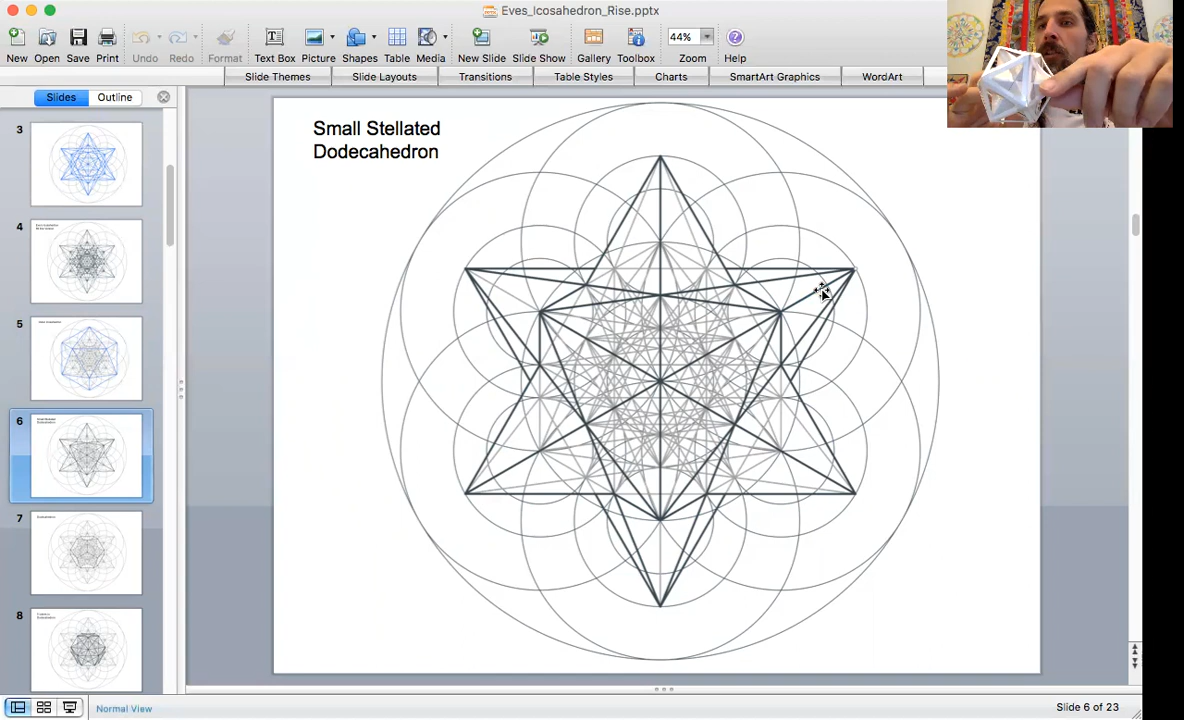 Eves_Icosahedron_Rise.pptx
New Open Save Print Undo Redo Format Text Box Picture Shapes Table Media New Slide Slide Show Gallery Toolbox Zoom Help
44%
Slide Themes Slide Layouts Transitions Table Styles Charts SmartArt Graphics WordArt
Slides Outline
3
4
5
6
7
8
Small Stellated
Dodecahedron
Normal View
Slide 6 of 23